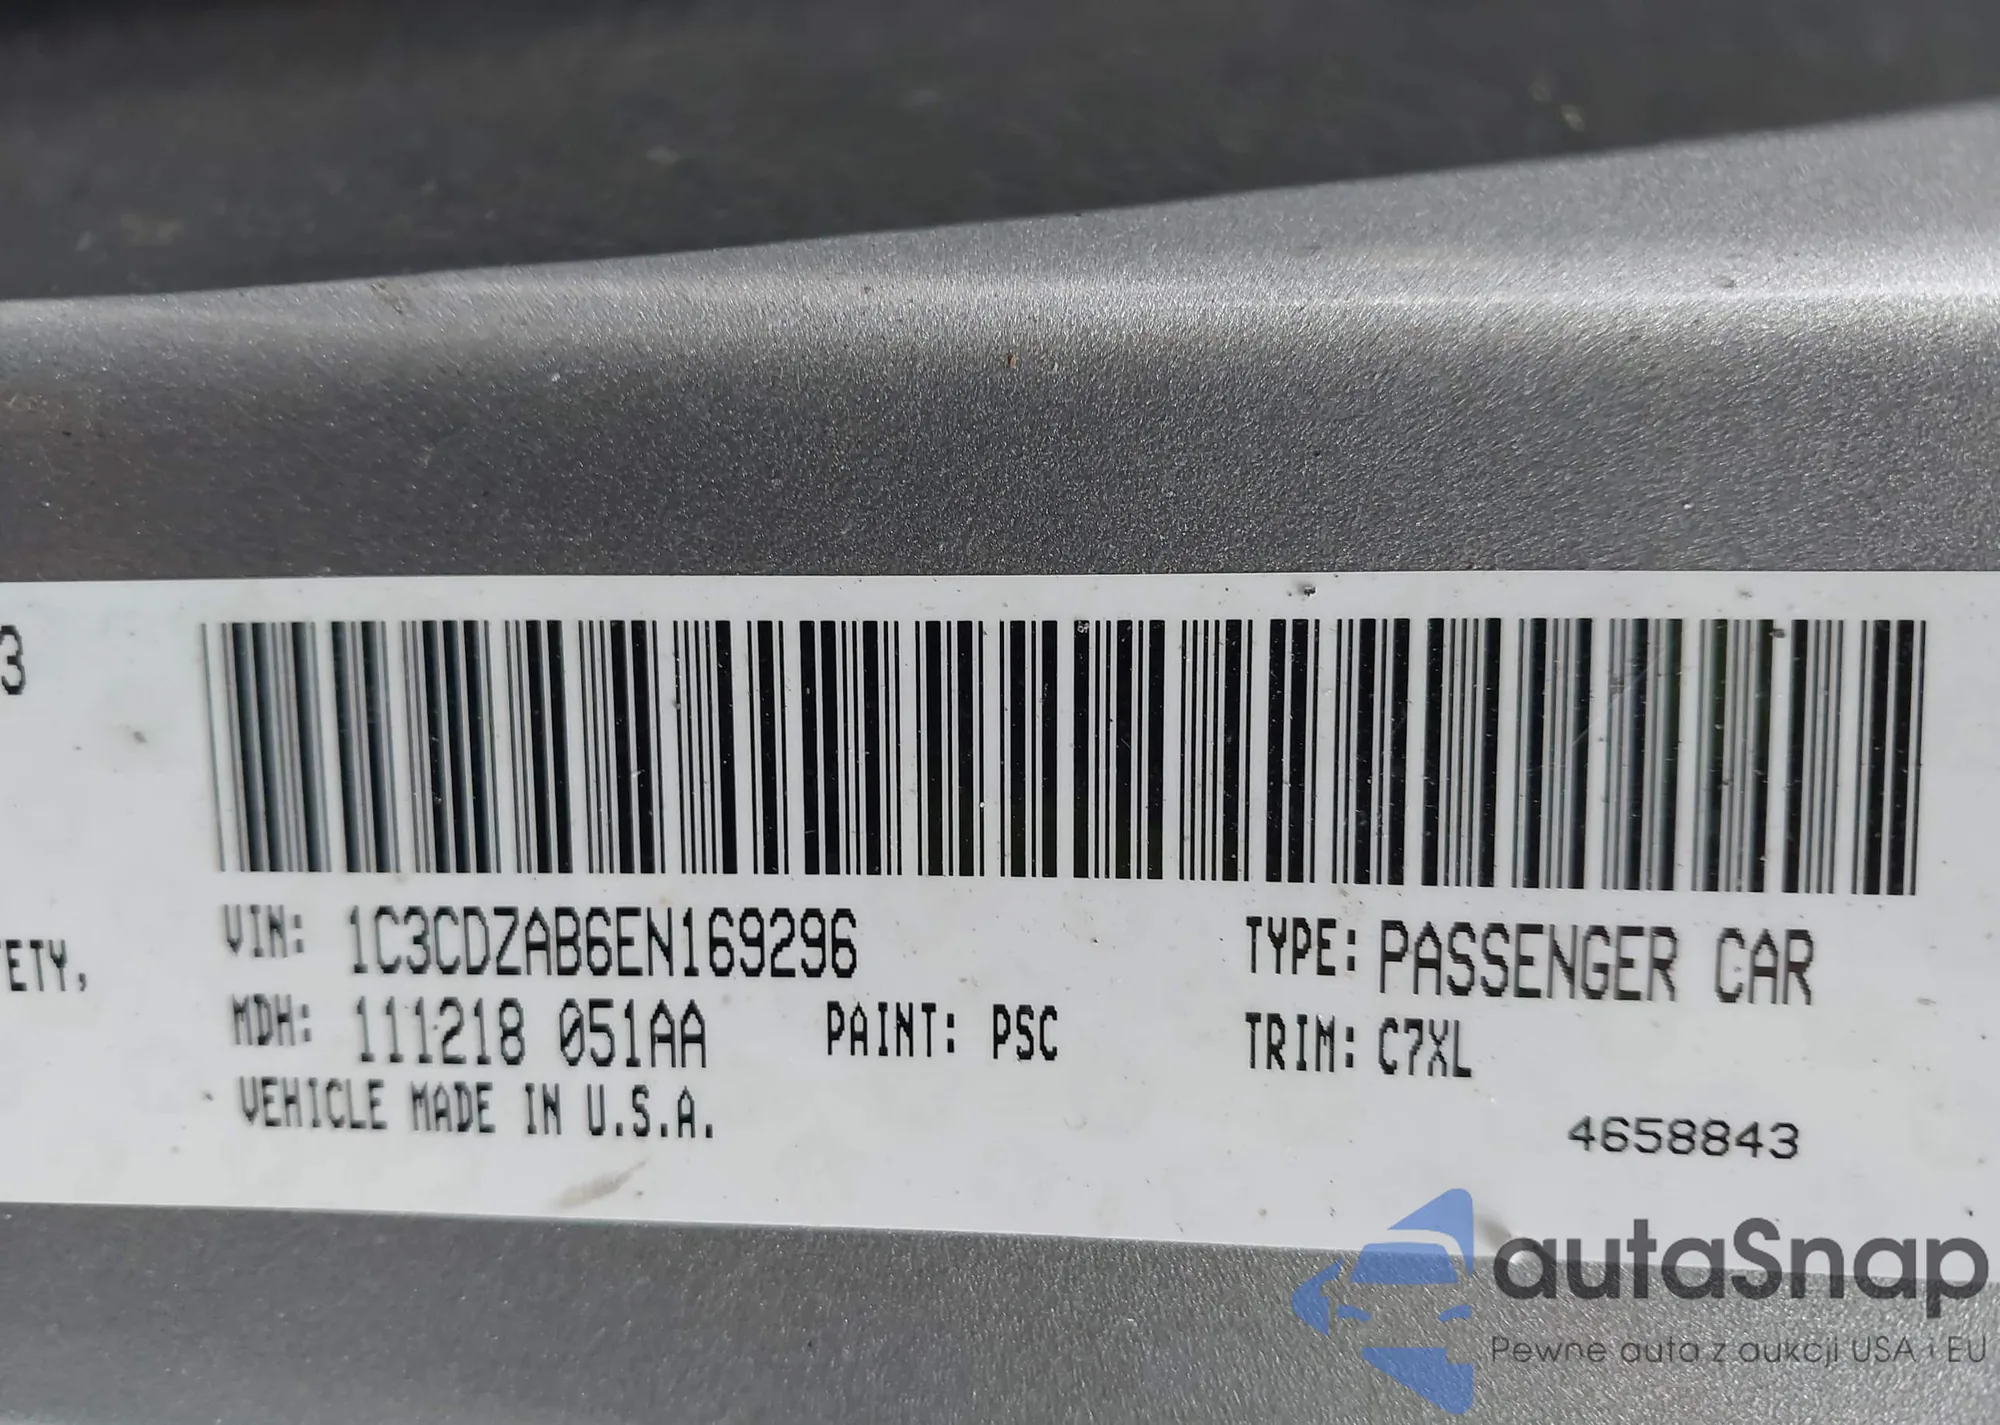 3
ETY,
VIN: 1C3CDZAB6EN169296
TYPE: PASSENGER CAR
MDH: 111218 051AA
PAINT: PSC
TRIM: C7XL
VEHICLE MADE IN U.S.A.
4658843
autaSnap
Pewne auta z aukcji USA i EU